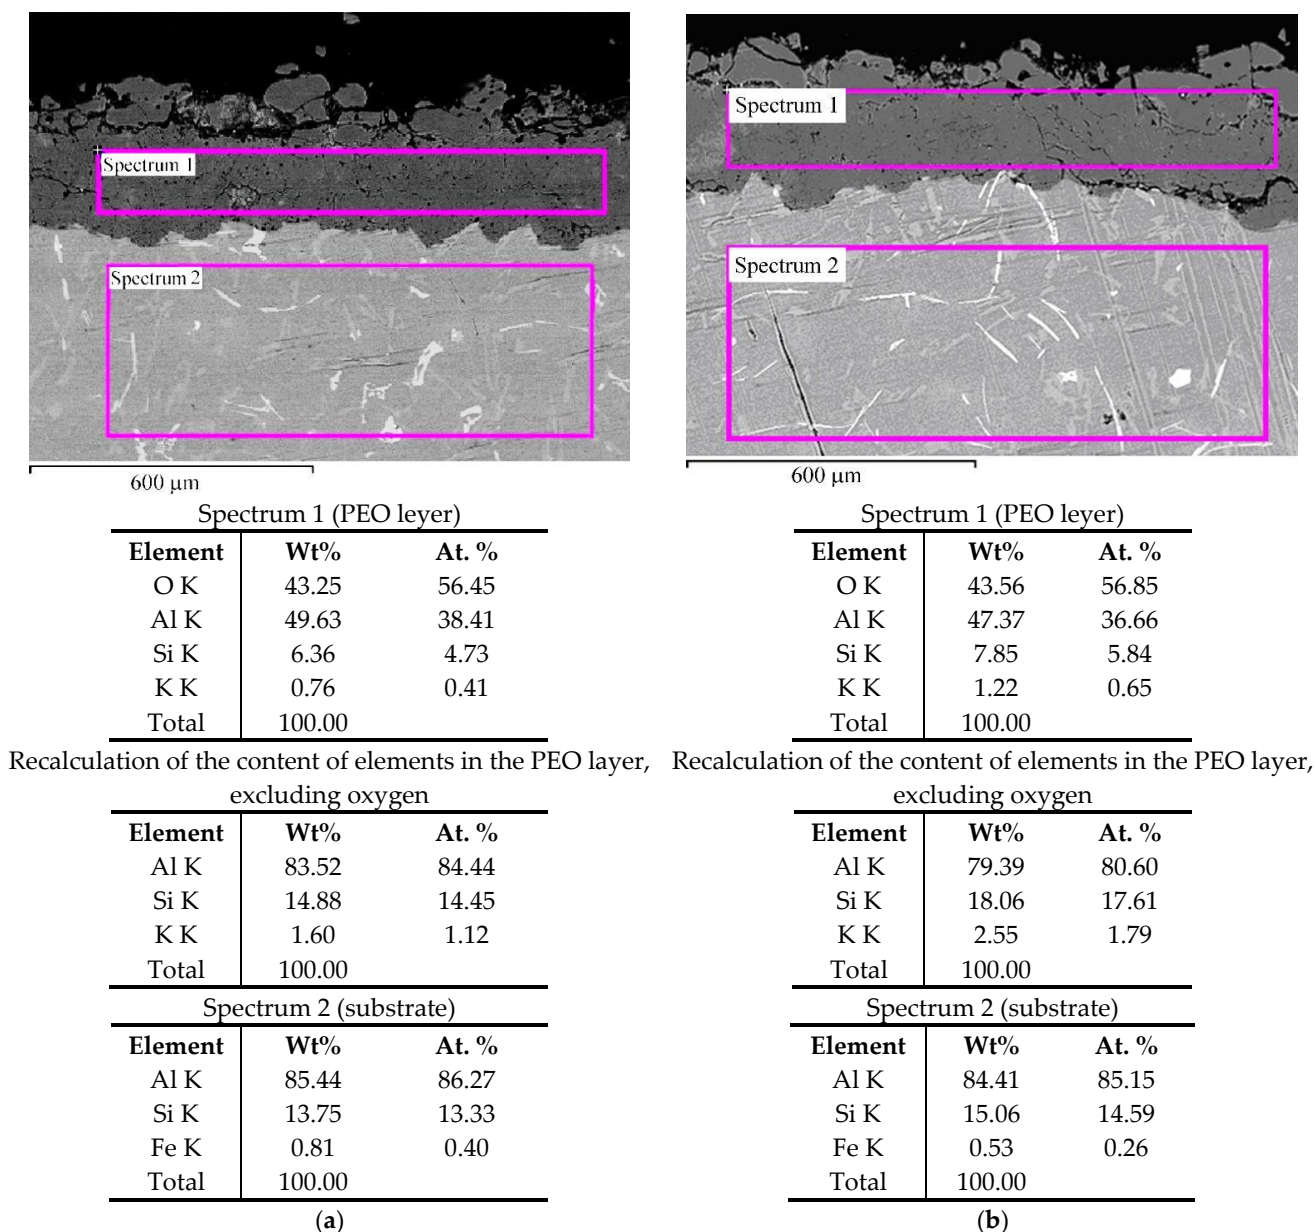 Spectrum 1
Spectrum 2
600 µm
Spectrum 1 (PEO leyer)
Element Wt% At. %
O K 43.25 56.45
Al K 49.63 38.41
Si K 6.36 4.73
K K 0.76 0.41
Total 100.00
Recalculation of the content of elements in the PEO layer,
excluding oxygen
Element Wt% At. %
Al K 83.52 84.44
Si K 14.88 14.45
K K 1.60 1.12
Total 100.00
Spectrum 2 (substrate)
Element Wt% At. %
Al K 85.44 86.27
Si K 13.75 13.33
Fe K 0.81 0.40
Total 100.00
(a)
Spectrum 1
Spectrum 2
600 µm
Spectrum 1 (PEO leyer)
Element Wt% At. %
O K 43.56 56.85
Al K 47.37 36.66
Si K 7.85 5.84
K K 1.22 0.65
Total 100.00
Recalculation of the content of elements in the PEO layer,
excluding oxygen
Element Wt% At. %
Al K 79.39 80.60
Si K 18.06 17.61
K K 2.55 1.79
Total 100.00
Spectrum 2 (substrate)
Element Wt% At. %
Al K 84.41 85.15
Si K 15.06 14.59
Fe K 0.53 0.26
Total 100.00
(b)